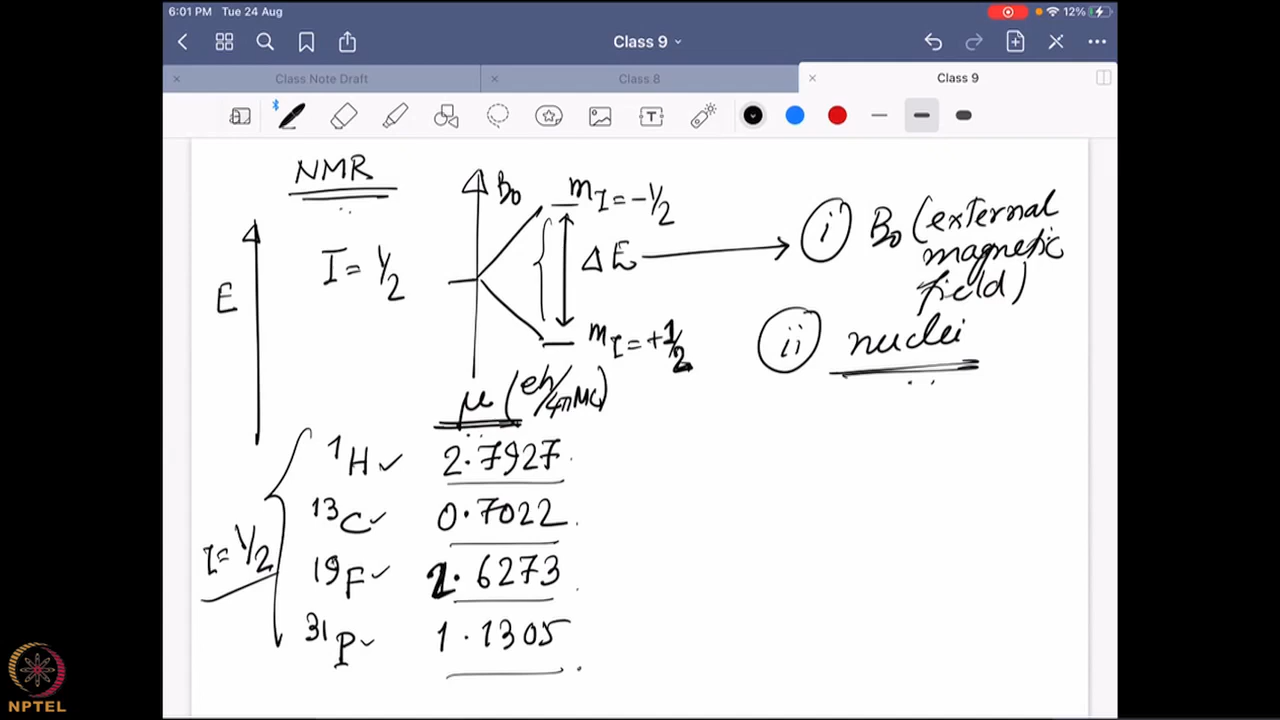 6:01 PM Tue 24 Aug 12%
Class 9
Class Note Draft Class 8 Class 9
NMR
B₀
E
I = 1/2
m_I = -1/2
ΔE
m_I = +1/2
(i) B₀ (external
magnetic
field)
(ii) nuclei
μ (eh/4πMC)
I = 1/2
¹H ✓ 2.7927
¹³C ✓ 0.7022
¹⁹F ✓ 2.6273
³¹P ✓ 1.1305
NPTEL